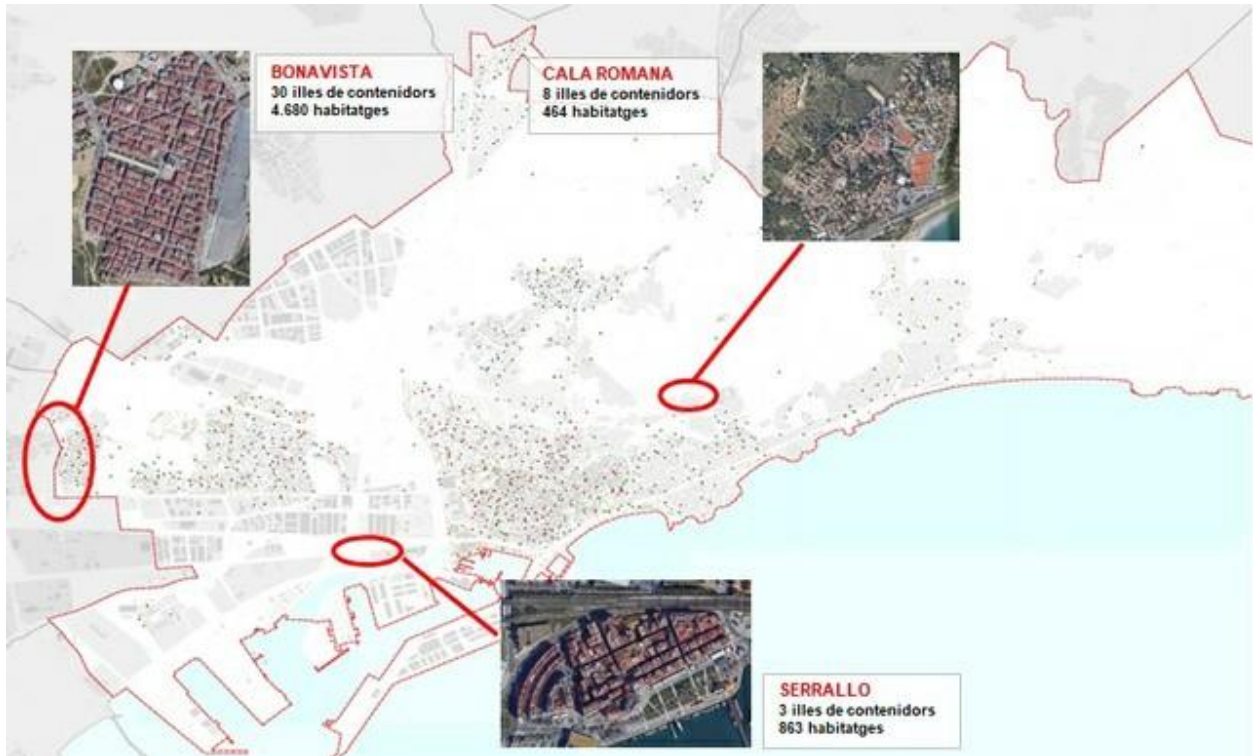 BONAVISTA
30 illes de contenidors
4.680 habitatges
CALA ROMANA
8 illes de contenidors
464 habitatges
SERRALLO
3 illes de contenidors
863 habitatges